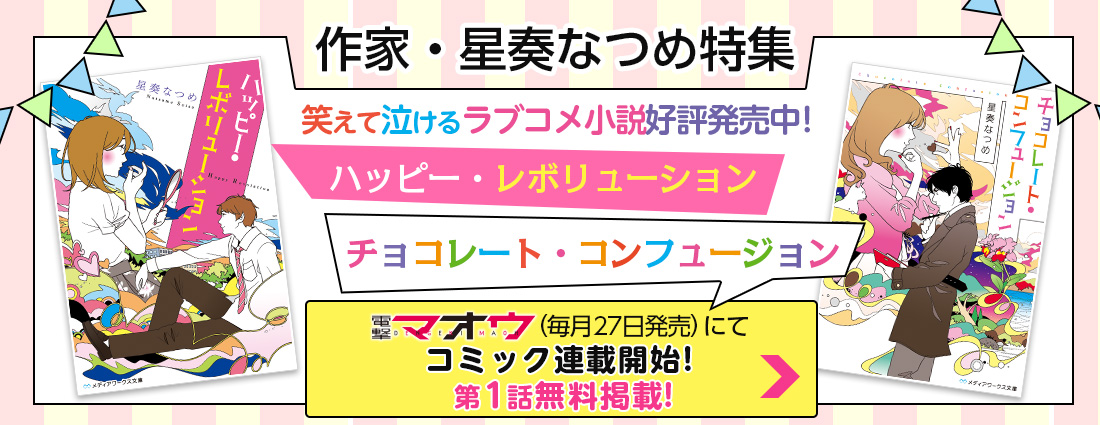 作家・星奏なつめ特集
笑えて泣けるラブコメ小説好評発売中!
ハッピー・レボリューション
チョコレート・コンフュージョン
電撃マオウ(毎月27日発売)にて
コミック連載開始!
第1話無料掲載!
星奏なつめ
Natsume Seiso
ハッピー・
レボリューション
Happy Revolution
メディアワークス文庫
チョコレート・
コンフュージョン
星奏なつめ
メディアワークス文庫